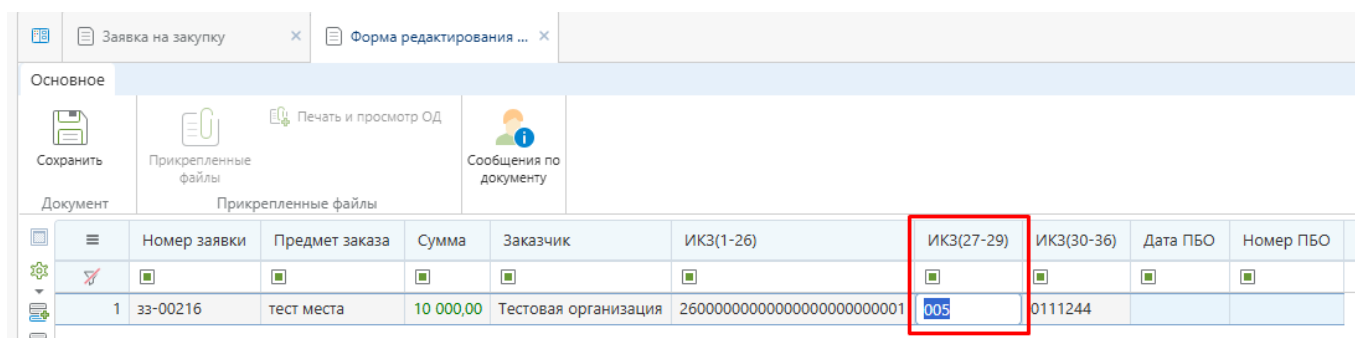 Заявка на закупку × Форма редактирования ... ×
Основное
Сохранить
Прикрепленные файлы
Печать и просмотр ОД
Сообщения по документу
Документ Прикрепленные файлы
Номер заявки Предмет заказа Сумма Заказчик ИКЗ(1-26) ИКЗ(27-29) ИКЗ(30-36) Дата ПБО Номер ПБО
1 зз-00216 тест места 10 000,00 Тестовая организация 26000000000000000000000001 005 0111244